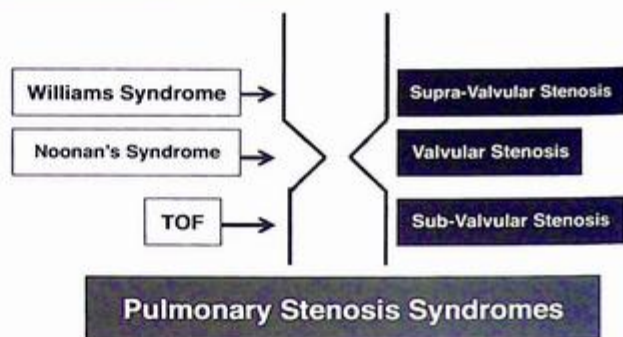 Williams Syndrome
Supra-Valvular Stenosis
Noonan's Syndrome
Valvular Stenosis
TOF
Sub-Valvular Stenosis
Pulmonary Stenosis Syndromes